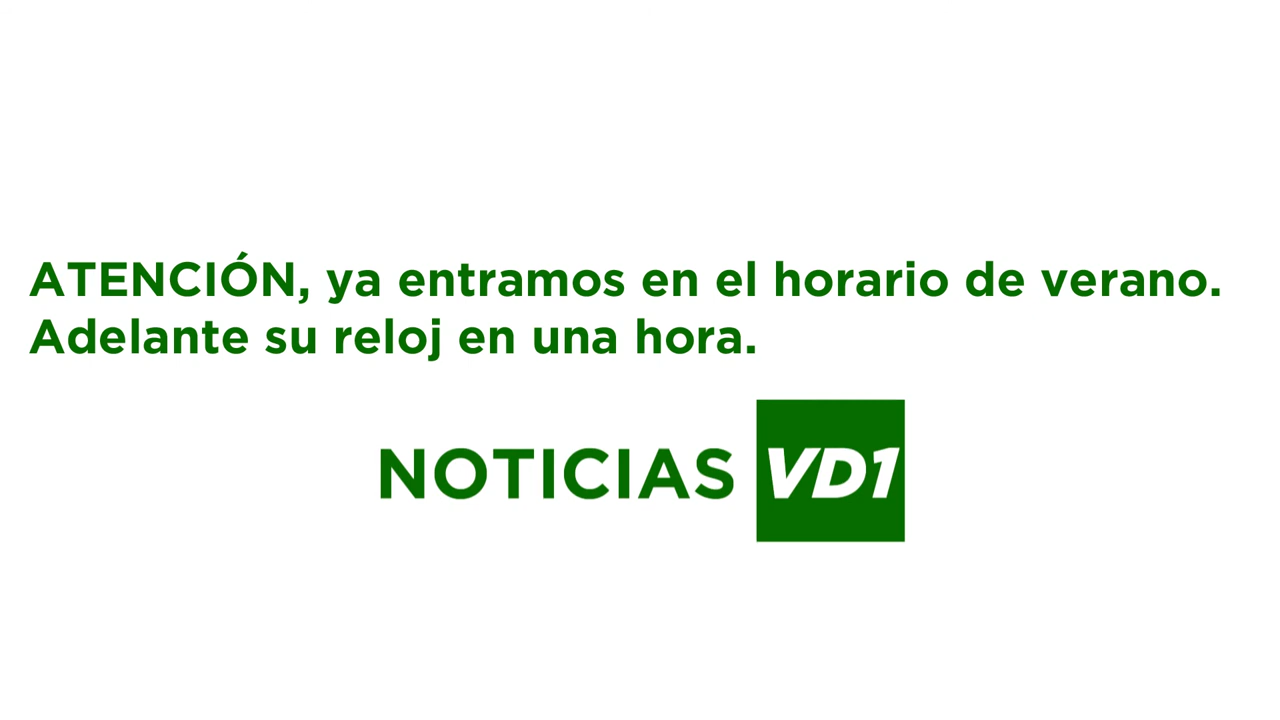 ATENCIÓN, ya entramos en el horario de verano.
Adelante su reloj en una hora.
NOTICIAS VD1